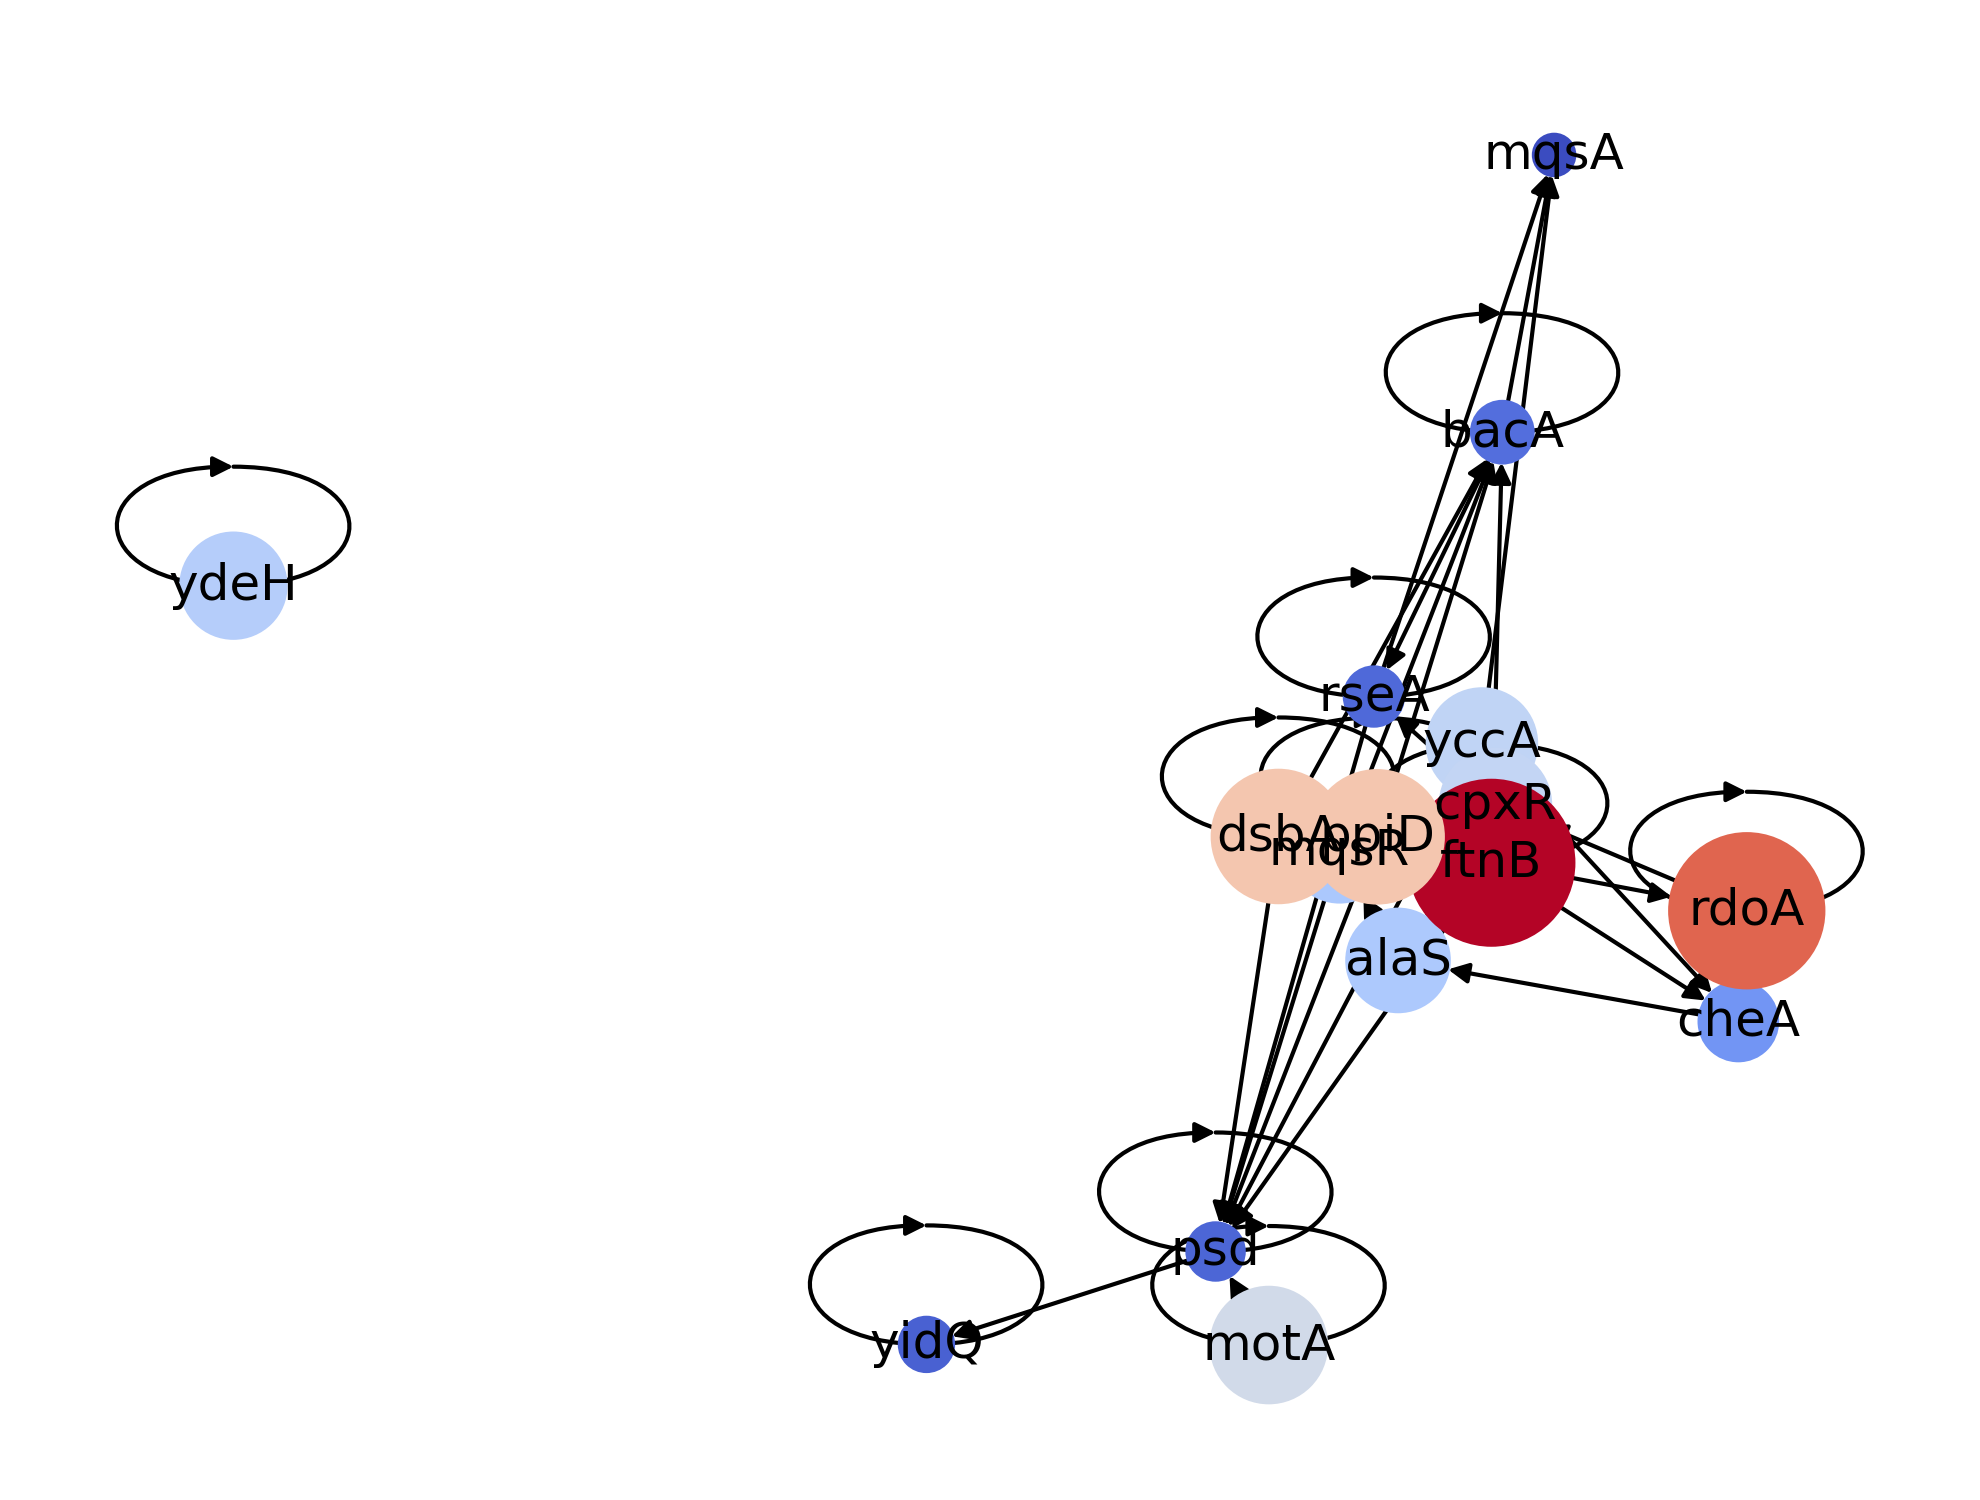 mqsA
bacA
ydeH
rseA
yccA
cpxR
dsbA
ppiD
mqsR
ftnB
rdoA
alaS
cheA
psd
yidQ
motA